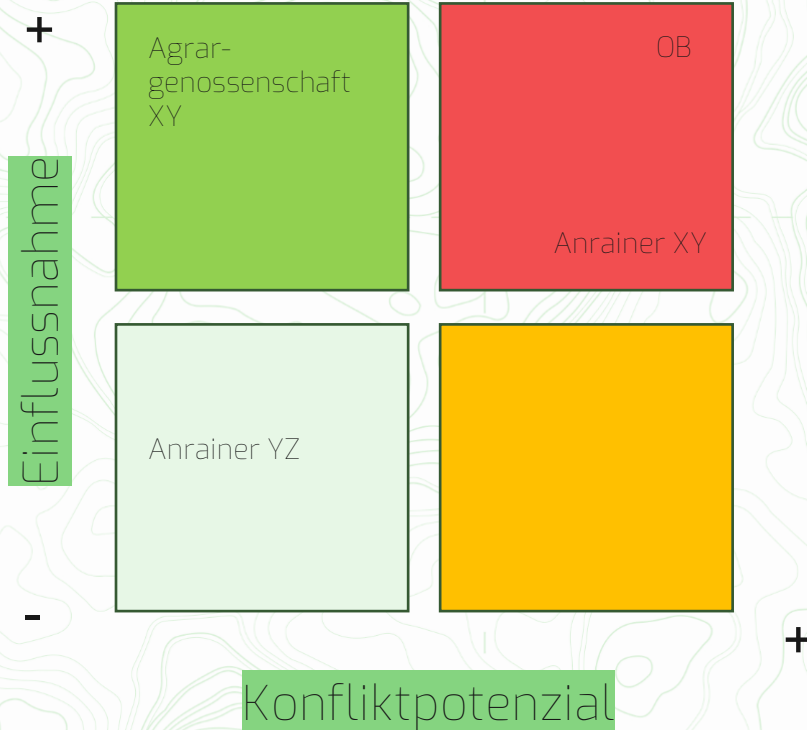 +
Agrar-
genossenschaft
XY
OB
Anrainer XY
Einflussnahme
Anrainer YZ
-
+
Konfliktpotenzial